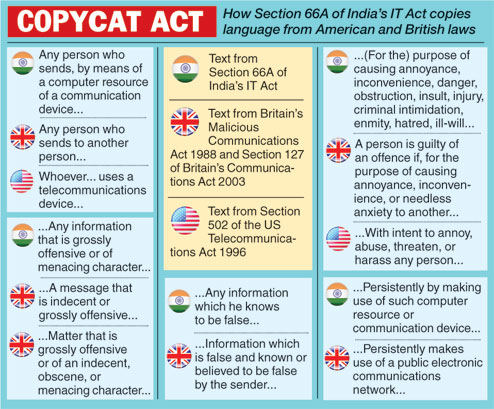 COPYCAT ACT
How Section 66A of India's IT Act copies
language from American and British laws
Any person who
sends, by means of
a computer resource
of a communication
device...
Any person who
sends to another
person...
Whoever... uses a
telecommunications
device...
...Any information
that is grossly
offensive or of
menacing character...
...A message that
is indecent or
grossly offensive...
...Matter that is
grossly offensive
or of an indecent,
obscene, or
menacing character...
Text from
Section 66A of
India's IT Act
Text from Britain's
Malicious
Communications
Act 1988 and Section 127
of Britain's Communica-
tions Act 2003
Text from Section
502 of the US
Telecommunica-
tions Act 1996
...Any information
which he knows
to be false...
...Information which
is false and known or
believed to be false
by the sender...
...(For the) purpose of
causing annoyance,
inconvenience, danger,
obstruction, insult, injury,
criminal intimidation,
enmity, hatred, ill-will...
A person is guilty of
an offence if, for the
purpose of causing
annoyance, inconven-
ience, or needless
anxiety to another...
...With intent to annoy,
abuse, threaten, or
harass any person...
...Persistently by making
use of such computer
resource or
communication device...
...Persistently makes
use of a public electronic
communications
network...